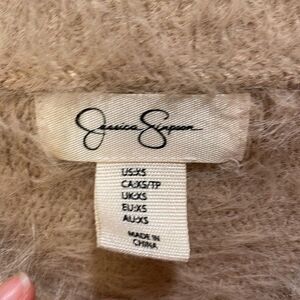 Jessica Simpson
US:XS
CA:XS/TP
UK:XS
EU:XS
AU:XS
MADE IN
CHINA